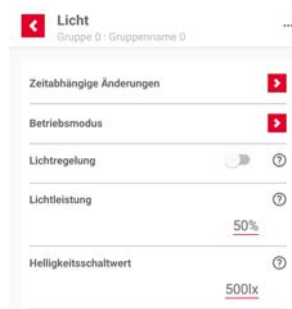 Licht
Gruppe 0 : Gruppenname 0
Zeitabhängige Änderungen
Betriebsmodus
Lichtregelung
Lichtleistung
50%
Helligkeitsschaltwert
500lx